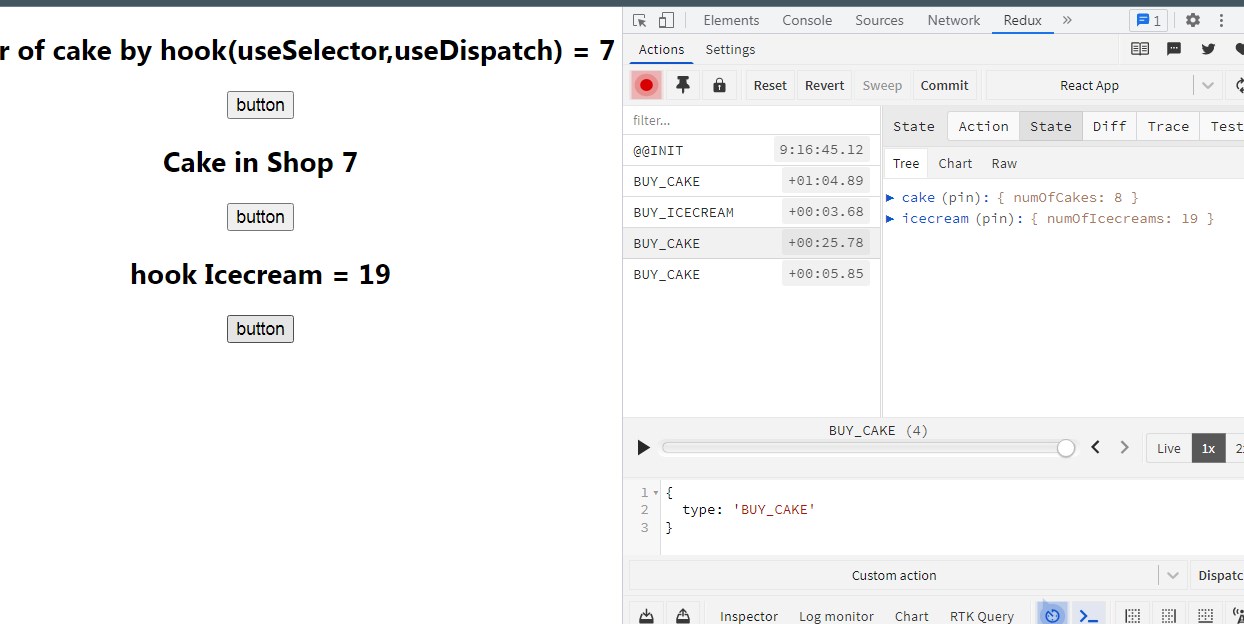 r of cake by hook(useSelector,useDispatch) = 7
button
Cake in Shop 7
button
hook Icecream = 19
button
Elements Console Sources Network Redux » 1
Actions Settings
Reset Revert Sweep Commit React App
filter...
@@INIT 9:16:45.12
BUY_CAKE +01:04.89
BUY_ICECREAM +00:03.68
BUY_CAKE +00:25.78
BUY_CAKE +00:05.85
State Action State Diff Trace Test
Tree Chart Raw
cake (pin): { numOfCakes: 8 }
icecream (pin): { numOfIcecreams: 19 }
BUY_CAKE (4)
Live 1x 2
1 {
2 type: 'BUY_CAKE'
3 }
Custom action Dispatc
Inspector Log monitor Chart RTK Query